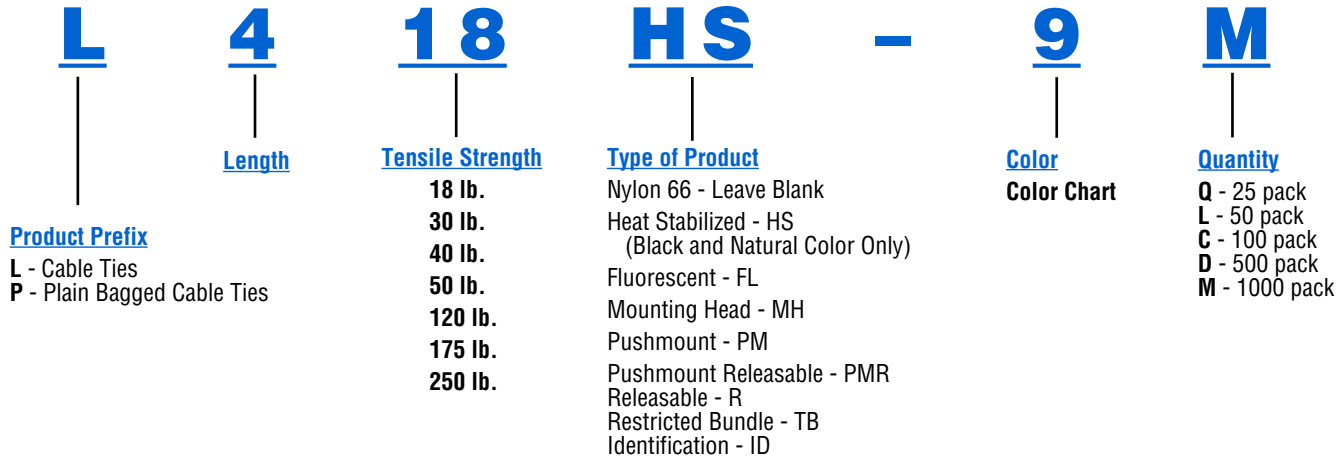 L 4 18 HS - 9 M
Product Prefix
L - Cable Ties
P - Plain Bagged Cable Ties
Length
Tensile Strength
18 lb.
30 lb.
40 lb.
50 lb.
120 lb.
175 lb.
250 lb.
Type of Product
Nylon 66 - Leave Blank
Heat Stabilized - HS
(Black and Natural Color Only)
Fluorescent - FL
Mounting Head - MH
Pushmount - PM
Pushmount Releasable - PMR
Releasable - R
Restricted Bundle - TB
Identification - ID
Color
Color Chart
Quantity
Q - 25 pack
L - 50 pack
C - 100 pack
D - 500 pack
M - 1000 pack